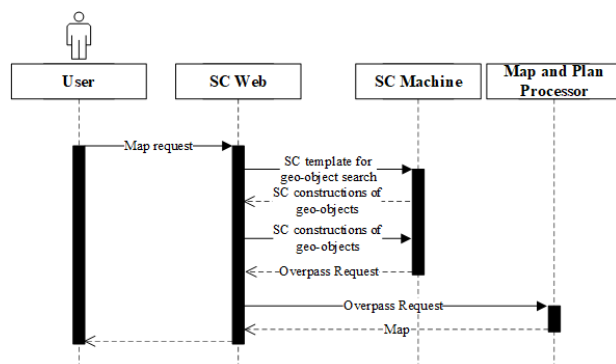 User
SC Web
SC Machine
Map and Plan
Processor
Map request
SC template for
geo-object search
SC constructions of
geo-objects
SC constructions of
geo-objects
Overpass Request
Overpass Request
Map